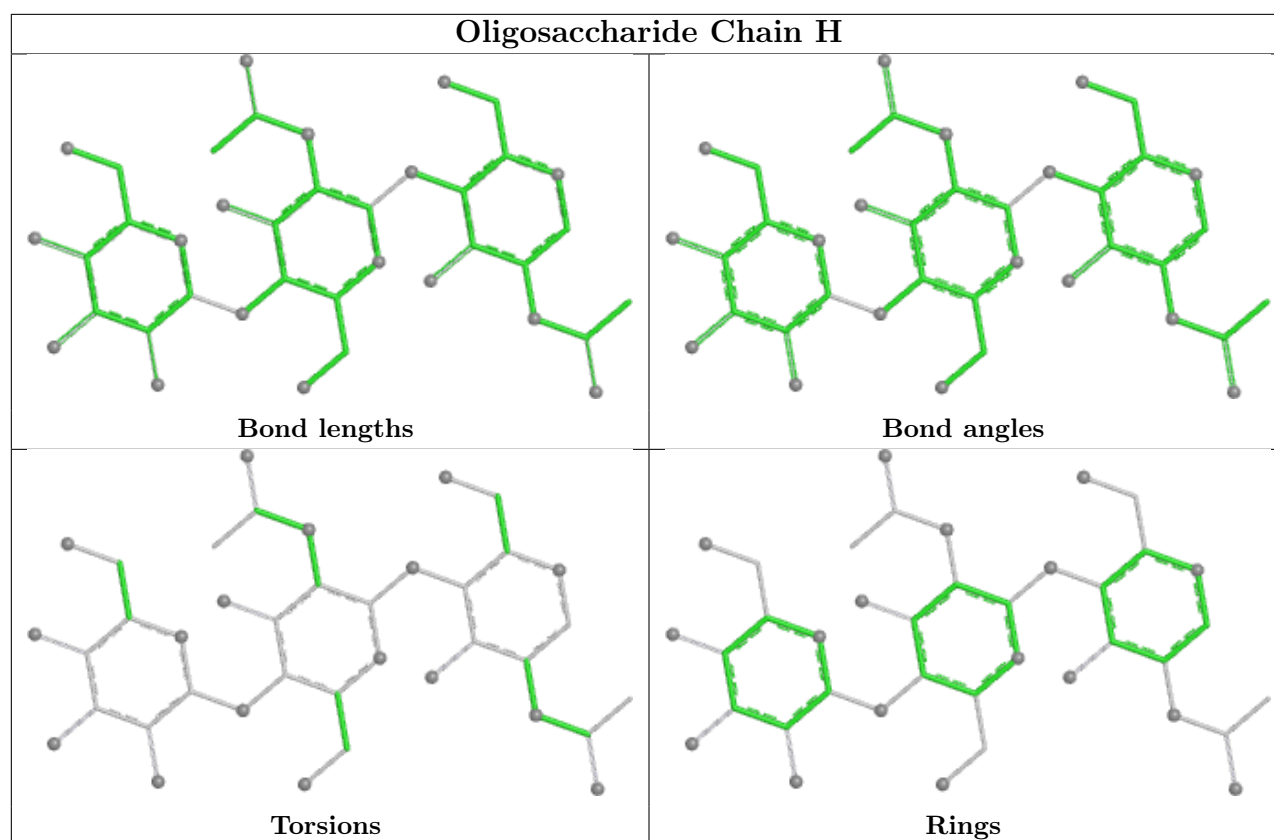 Oligosaccharide Chain H
Bond lengths
Bond angles
Torsions
Rings